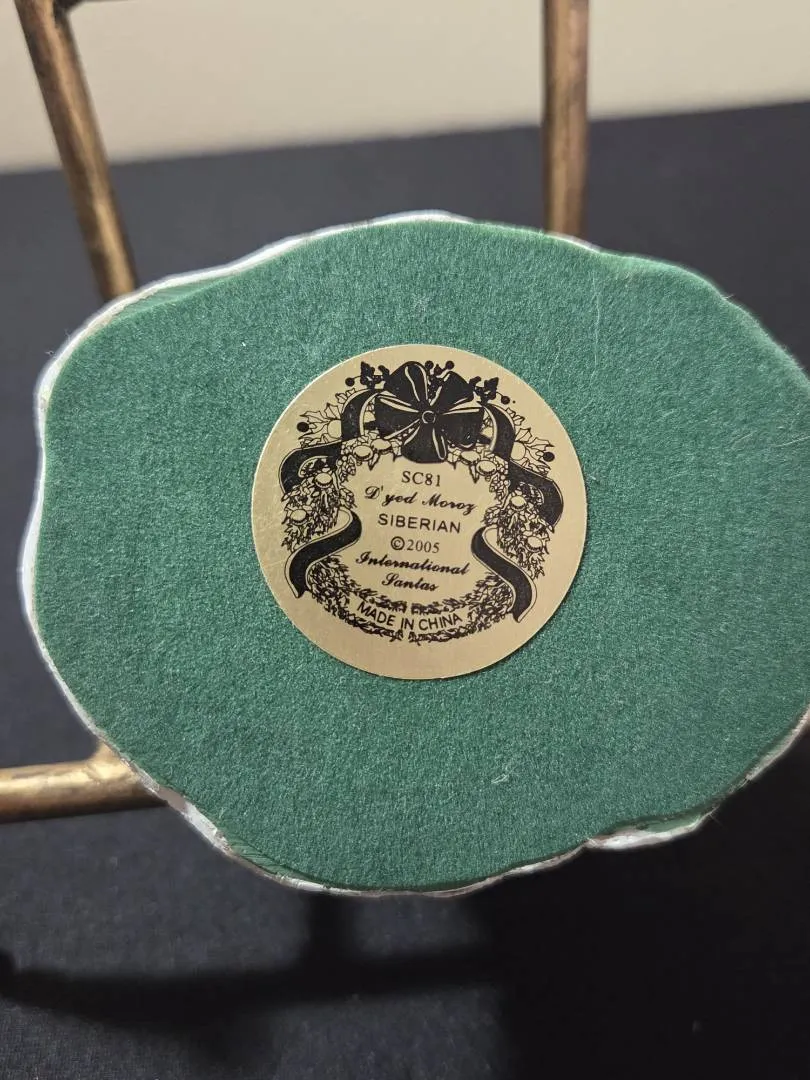 SC81
D'yed Moroz
SIBERIAN
©2005
International
Santas
MADE IN CHINA